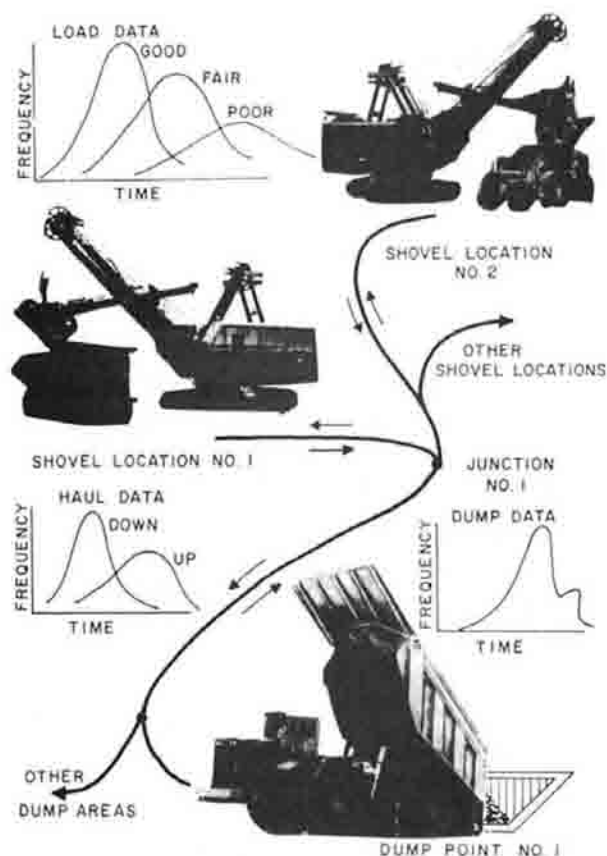 LOAD DATA
GOOD
FAIR
POOR
FREQUENCY
TIME
SHOVEL LOCATION
NO. 2
OTHER
SHOVEL LOCATIONS
SHOVEL LOCATION NO. 1
JUNCTION
NO. 1
HAUL DATA
DOWN
UP
FREQUENCY
TIME
DUMP DATA
FREQUENCY
TIME
OTHER
DUMP AREAS
DUMP POINT NO. 1